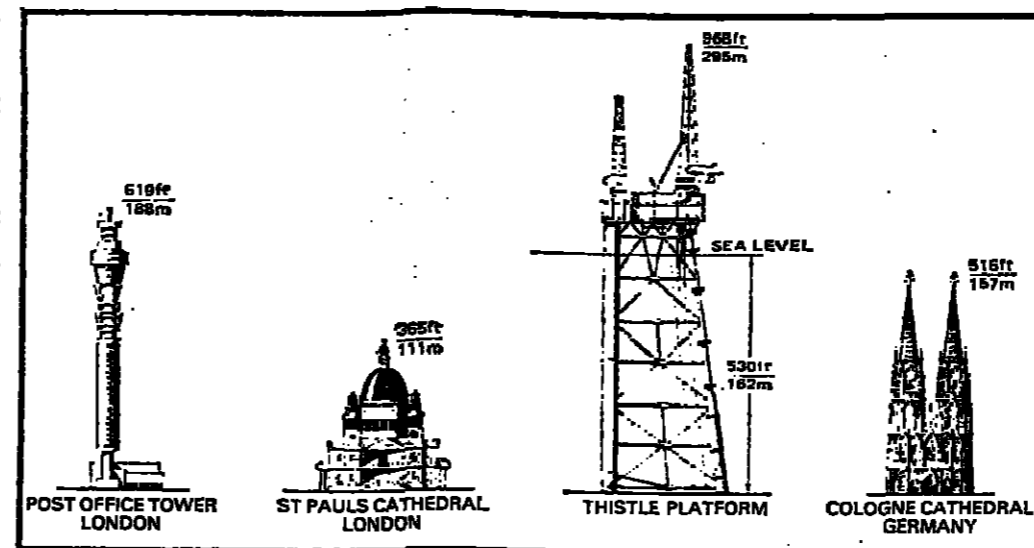 968ft
295m
619ft
188m
SEA LEVEL
516ft
157m
365ft
111m
530ft
162m
POST OFFICE TOWER
LONDON
ST PAULS CATHEDRAL
LONDON
THISTLE PLATFORM
COLOGNE CATHEDRAL
GERMANY